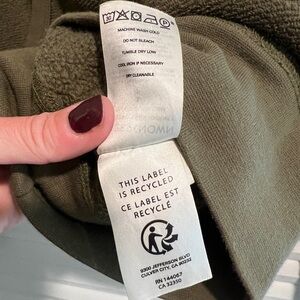 MACHINE WASH COLD
DO NOT BLEACH
TUMBLE DRY LOW
COOL IRON IF NECESSARY
DRY CLEANABLE
THIS LABEL
IS RECYCLED
CE LABEL EST
RECYCLÉ
9300 JEFFERSON BLVD
CULVER CITY, CA 90232
RN 144067
CA 32350